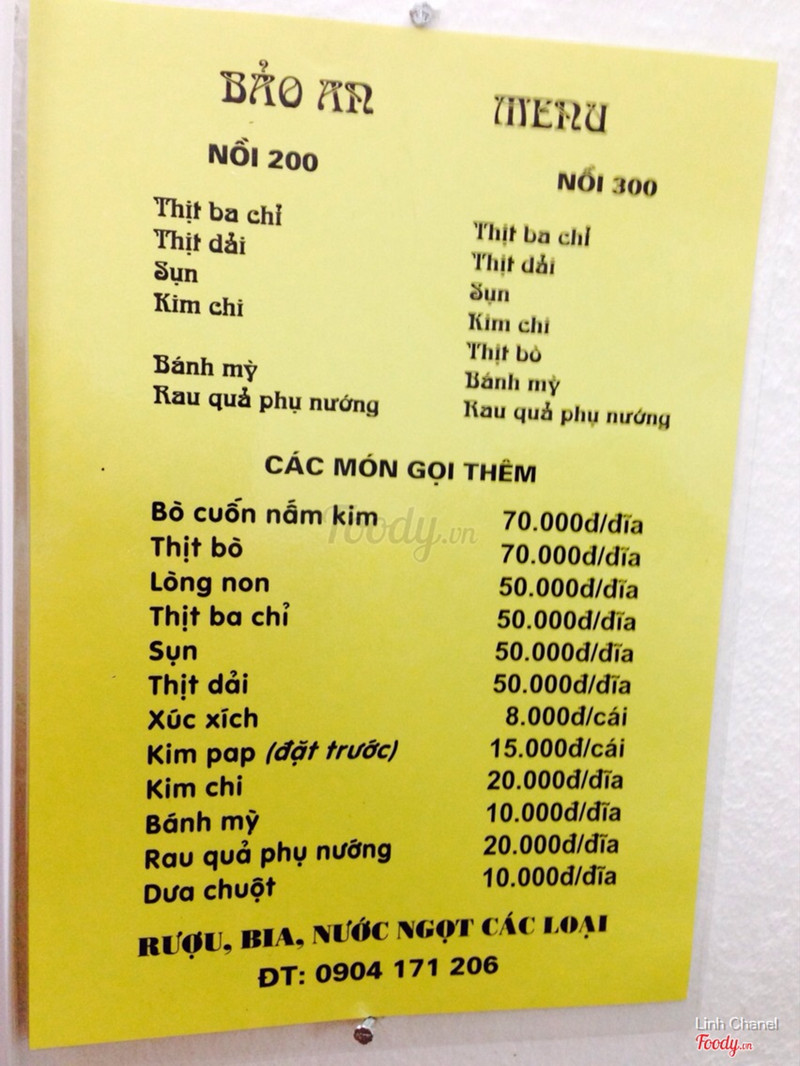 BẢO AN MENU
NỒI 200
Thịt ba chỉ
Thịt dải
Sụn
Kim chi
Bánh mỳ
Rau quả phụ nướng
NỒI 300
Thịt ba chỉ
Thịt dải
Sụn
Kim chi
Thịt bò
Bánh mỳ
Rau quả phụ nướng
CÁC MÓN GỌI THÊM
Bò cuốn nấm kim 70.000đ/đĩa
Thịt bò 70.000đ/đĩa
Lòng non 50.000đ/đĩa
Thịt ba chỉ 50.000đ/đĩa
Sụn 50.000đ/đĩa
Thịt dải 50.000đ/đĩa
Xúc xích 8.000đ/cái
Kim pap (đặt trước) 15.000đ/cái
Kim chi 20.000đ/đĩa
Bánh mỳ 10.000đ/đĩa
Rau quả phụ nướng 20.000đ/đĩa
Dưa chuột 10.000đ/đĩa
RƯỢU, BIA, NƯỚC NGỌT CÁC LOẠI
ĐT: 0904 171 206
Foody.vn
Linh Chanel
Foody.vn